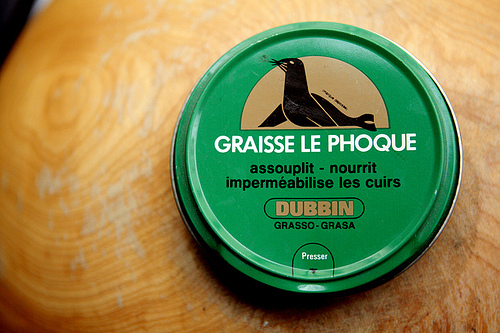 GRAISSE LE PHOQUE
assouplit - nourrit
imperméabilise les cuirs
DUBBIN
GRASSO-GRASA
Presser